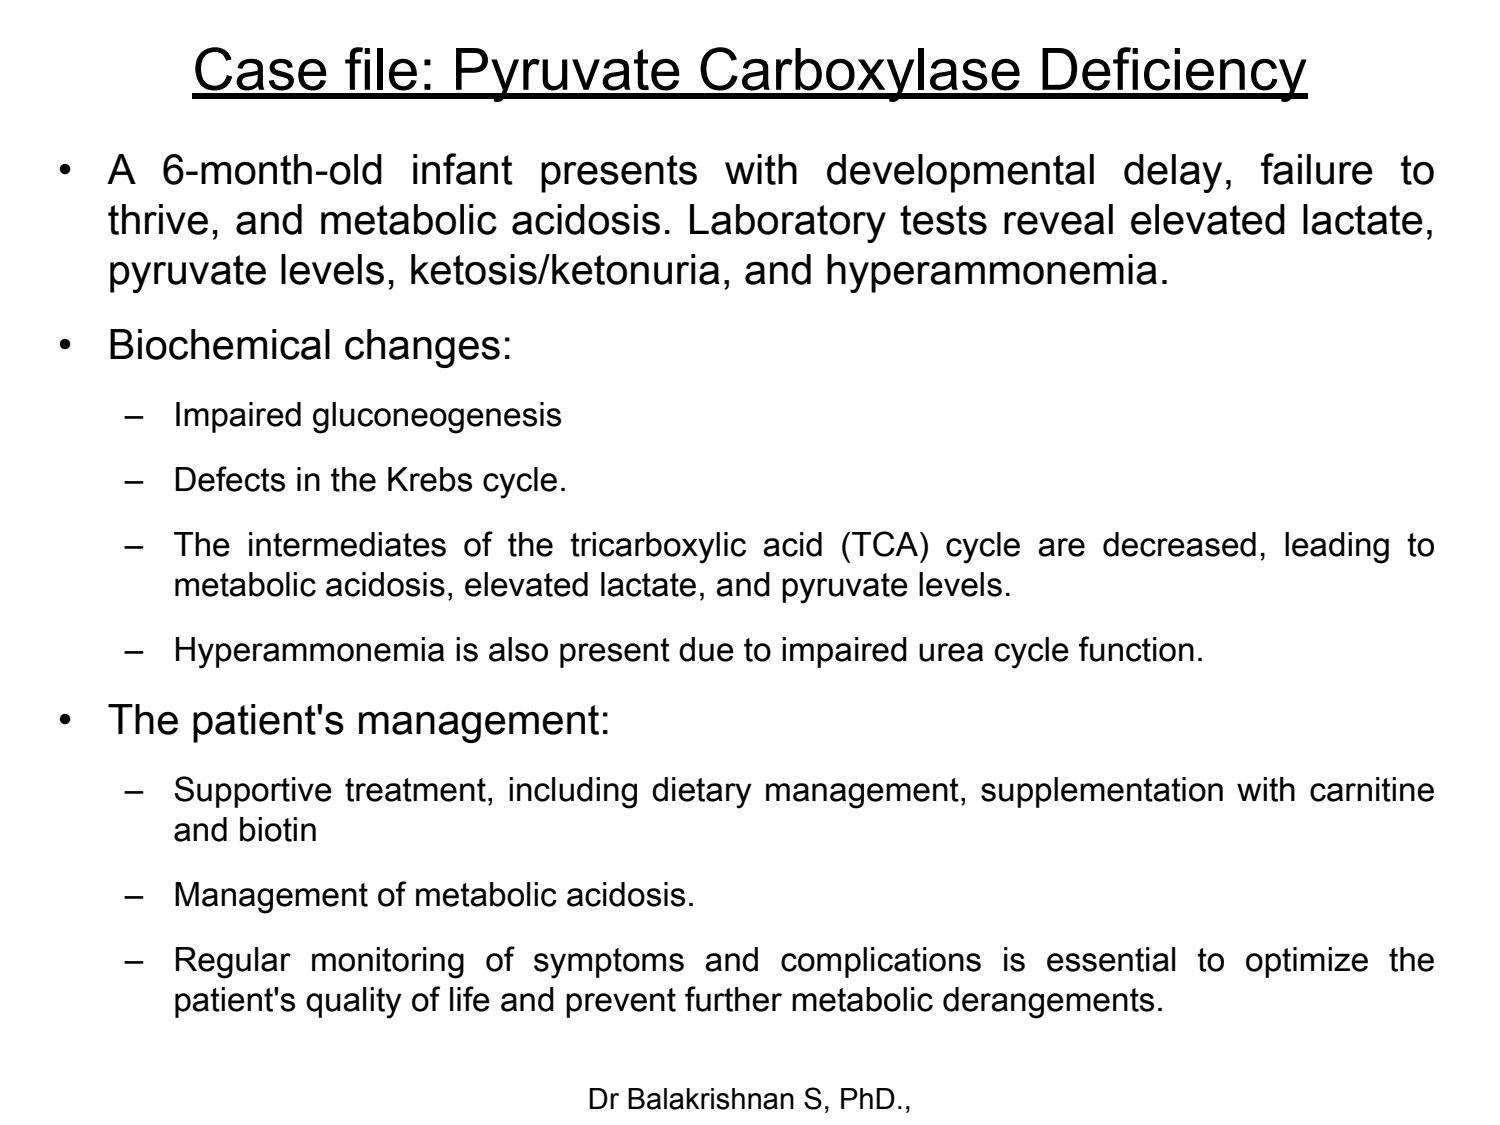 Case file: Pyruvate Carboxylase Deficiency
• A 6-month-old infant presents with developmental delay, failure to
thrive, and metabolic acidosis. Laboratory tests reveal elevated lactate,
pyruvate levels, ketosis/ketonuria, and hyperammonemia.
• Biochemical changes:
– Impaired gluconeogenesis
– Defects in the Krebs cycle.
– The intermediates of the tricarboxylic acid (TCA) cycle are decreased, leading to
metabolic acidosis, elevated lactate, and pyruvate levels.
– Hyperammonemia is also present due to impaired urea cycle function.
• The patient's management:
– Supportive treatment, including dietary management, supplementation with carnitine
and biotin
– Management of metabolic acidosis.
– Regular monitoring of symptoms and complications is essential to optimize the
patient's quality of life and prevent further metabolic derangements.
Dr Balakrishnan S, PhD.,